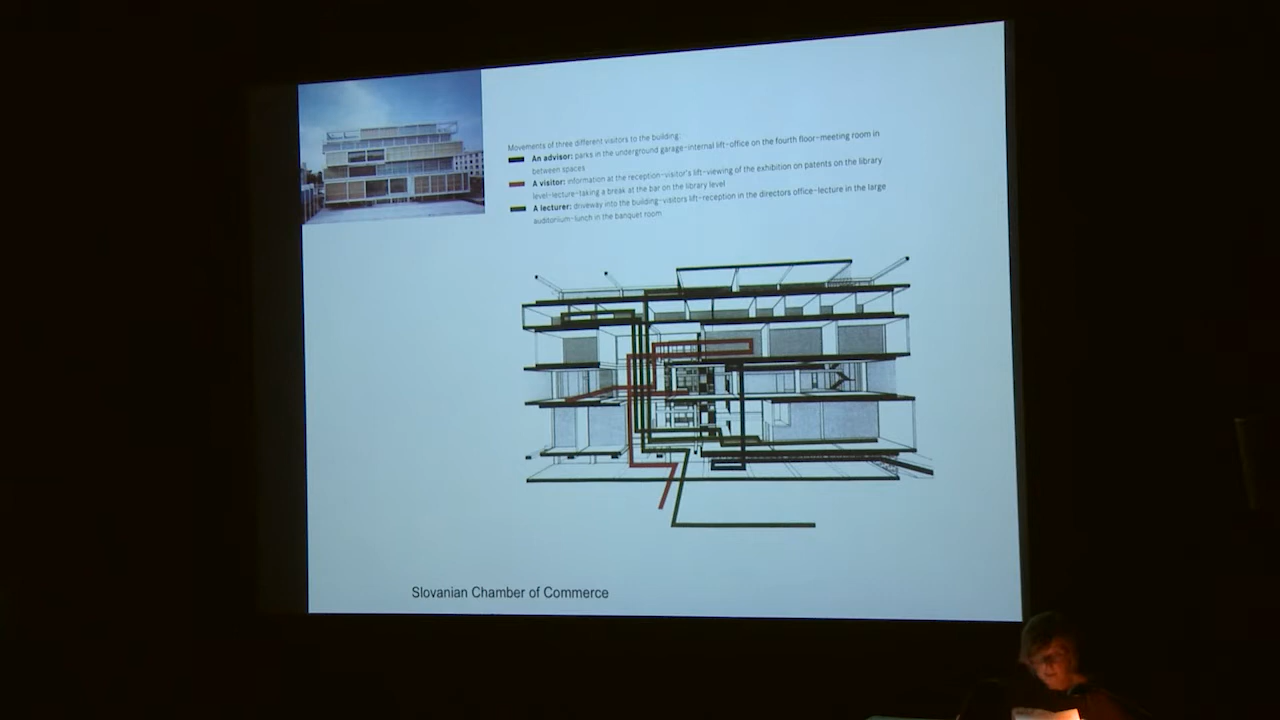 Movements of three different visitors to the building:
An advisor: parks in the underground garage-internal lift-office on the fourth floor-meeting room in
between spaces
A visitor: information at the reception-visitor's lift-viewing of the exhibition on patents on the library
level-lecture-taking a break at the bar on the library level
A lecturer: driveway into the building-visitors lift-reception in the directors office-lecture in the large
auditorium-lunch in the banquet room
Slovanian Chamber of Commerce